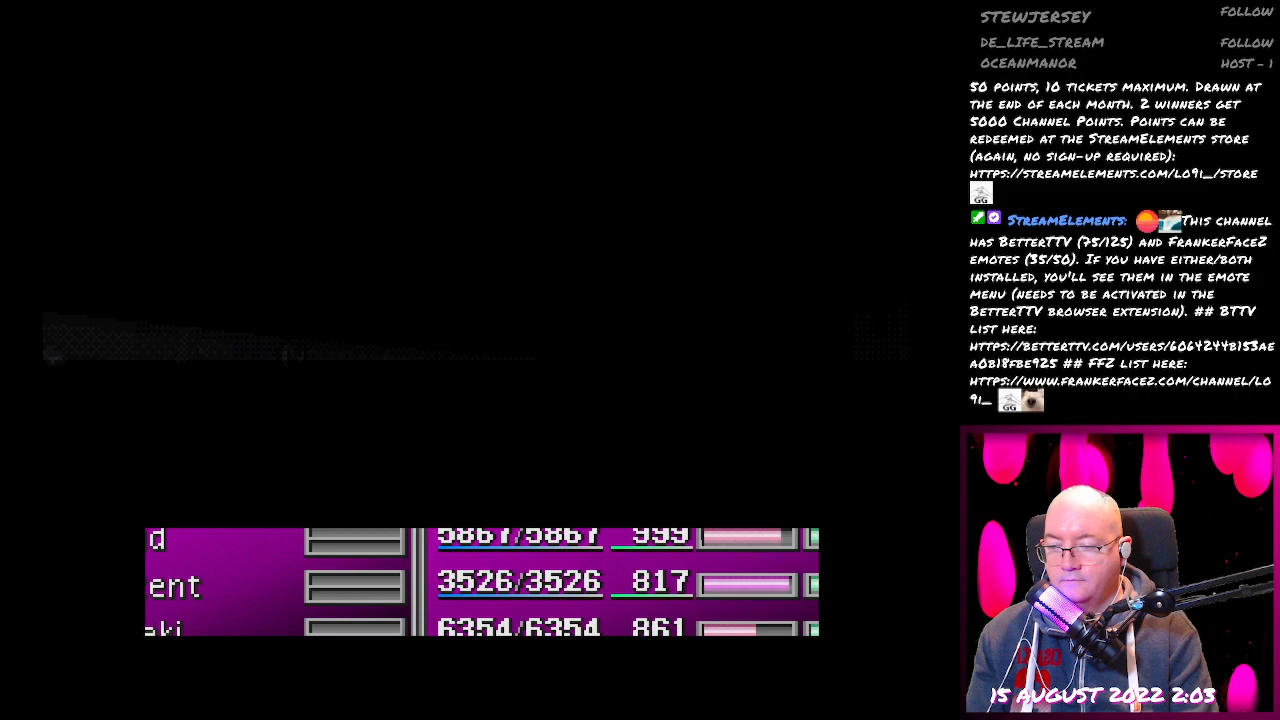 STEWJERSEY FOLLOW
DE_LIFE_STREAM FOLLOW
OCEANMANOR HOST - 1
50 POINTS, 10 TICKETS MAXIMUM. DRAWN AT
THE END OF EACH MONTH. 2 WINNERS GET
5000 CHANNEL POINTS. POINTS CAN BE
REDEEMED AT THE STREAMELEMENTS STORE
(AGAIN, NO SIGN-UP REQUIRED):
HTTPS://STREAMELEMENTS.COM/LO9I_/STORE
GG
STREAMELEMENTS: THIS CHANNEL
HAS BETTERTTV (75/125) AND FRANKERFACEZ
EMOTES (35/50). IF YOU HAVE EITHER/BOTH
INSTALLED, YOU'LL SEE THEM IN THE EMOTE
MENU (NEEDS TO BE ACTIVATED IN THE
BETTERTTV BROWSER EXTENSION). ## BTTV
LIST HERE:
HTTPS://BETTERTTV.COM/USERS/6064244B153AE
A0B18FBE925 ## FFZ LIST HERE:
HTTPS://WWW.FRANKERFACEZ.COM/CHANNEL/LO
9I_ GG
d 5867/5867 999
ent 3526/3526 817
aki 6354/6354 861
15 AUGUST 2022 2:03